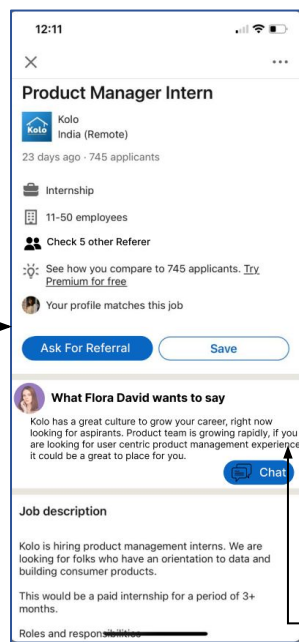 12:11
Product Manager Intern
Kolo
Kolo
India (Remote)
23 days ago · 745 applicants
Internship
11-50 employees
Check 5 other Referer
See how you compare to 745 applicants. Try
Premium for free
Your profile matches this job
Ask For Referral
Save
What Flora David wants to say
Kolo has a great culture to grow your career, right now
looking for aspirants. Product team is growing rapidly, if you
are looking for user centric product management experience
it could be a great to place for you.
Chat
Job description
Kolo is hiring product management interns. We are
looking for folks who have an orientation to data and
building consumer products.
This would be a paid internship for a period of 3+
months.
Roles and responsibilities